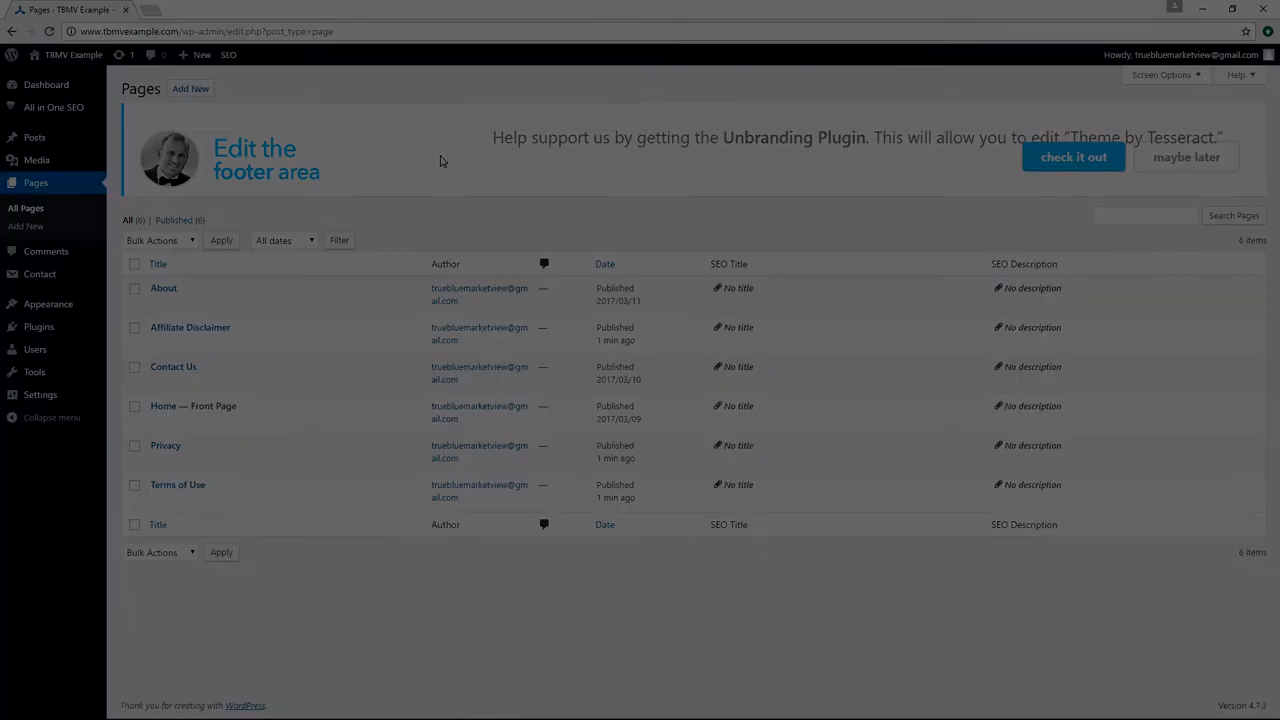 Pages ‹ TBMV Example -
www.tbmvexample.com/wp-admin/edit.php?post_type=page
TBMV Example 1 0 New SEO
Howdy, truebluemarketview@gmail.com
Dashboard
All in One SEO
Posts
Media
Pages
All Pages
Add New
Comments
Contact
Appearance
Plugins
Users
Tools
Settings
Collapse menu
Screen Options Help
Pages Add New
Edit the
footer area
Help support us by getting the Unbranding Plugin. This will allow you to edit "Theme by Tesseract."
check it out maybe later
All (6) | Published (6)
Search Pages
Bulk Actions Apply All dates Filter 6 items
Title Author Date SEO Title SEO Description
About truebluemarketview@gm — Published No title No description
ail.com 2017/03/11
Affiliate Disclaimer truebluemarketview@gm — Published No title No description
ail.com 1 min ago
Contact Us truebluemarketview@gm — Published No title No description
ail.com 2017/03/10
Home — Front Page truebluemarketview@gm — Published No title No description
ail.com 2017/03/09
Privacy truebluemarketview@gm — Published No title No description
ail.com 1 min ago
Terms of Use truebluemarketview@gm — Published No title No description
ail.com 1 min ago
Title Author Date SEO Title SEO Description
Bulk Actions Apply 6 items
Thank you for creating with WordPress.
Version 4.7.3